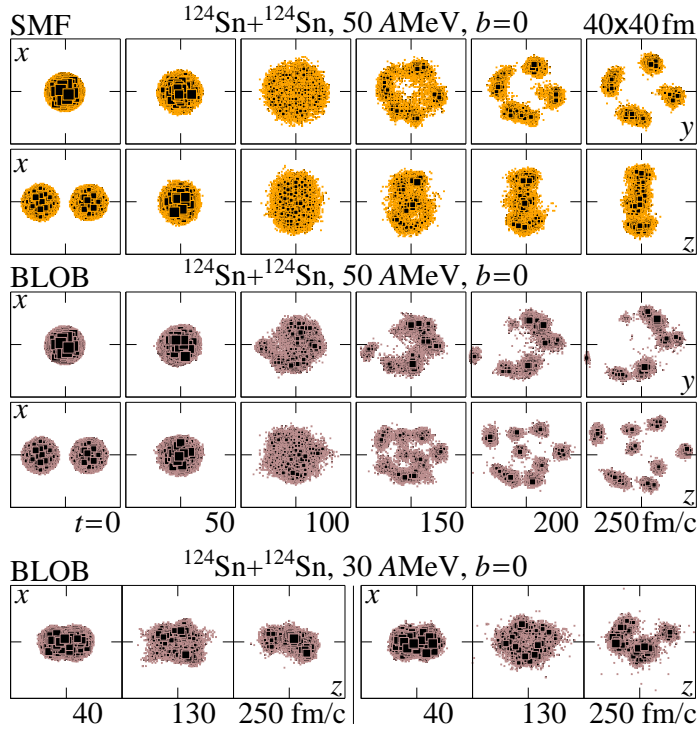 SMF ¹²⁴Sn+¹²⁴Sn, 50 AMeV, b=0 40x40 fm
x
y
x
z
BLOB ¹²⁴Sn+¹²⁴Sn, 50 AMeV, b=0
x
y
x
z
t=0 50 100 150 200 250 fm/c
BLOB ¹²⁴Sn+¹²⁴Sn, 30 AMeV, b=0
x x
z z
40 130 250 fm/c 40 130 250 fm/c